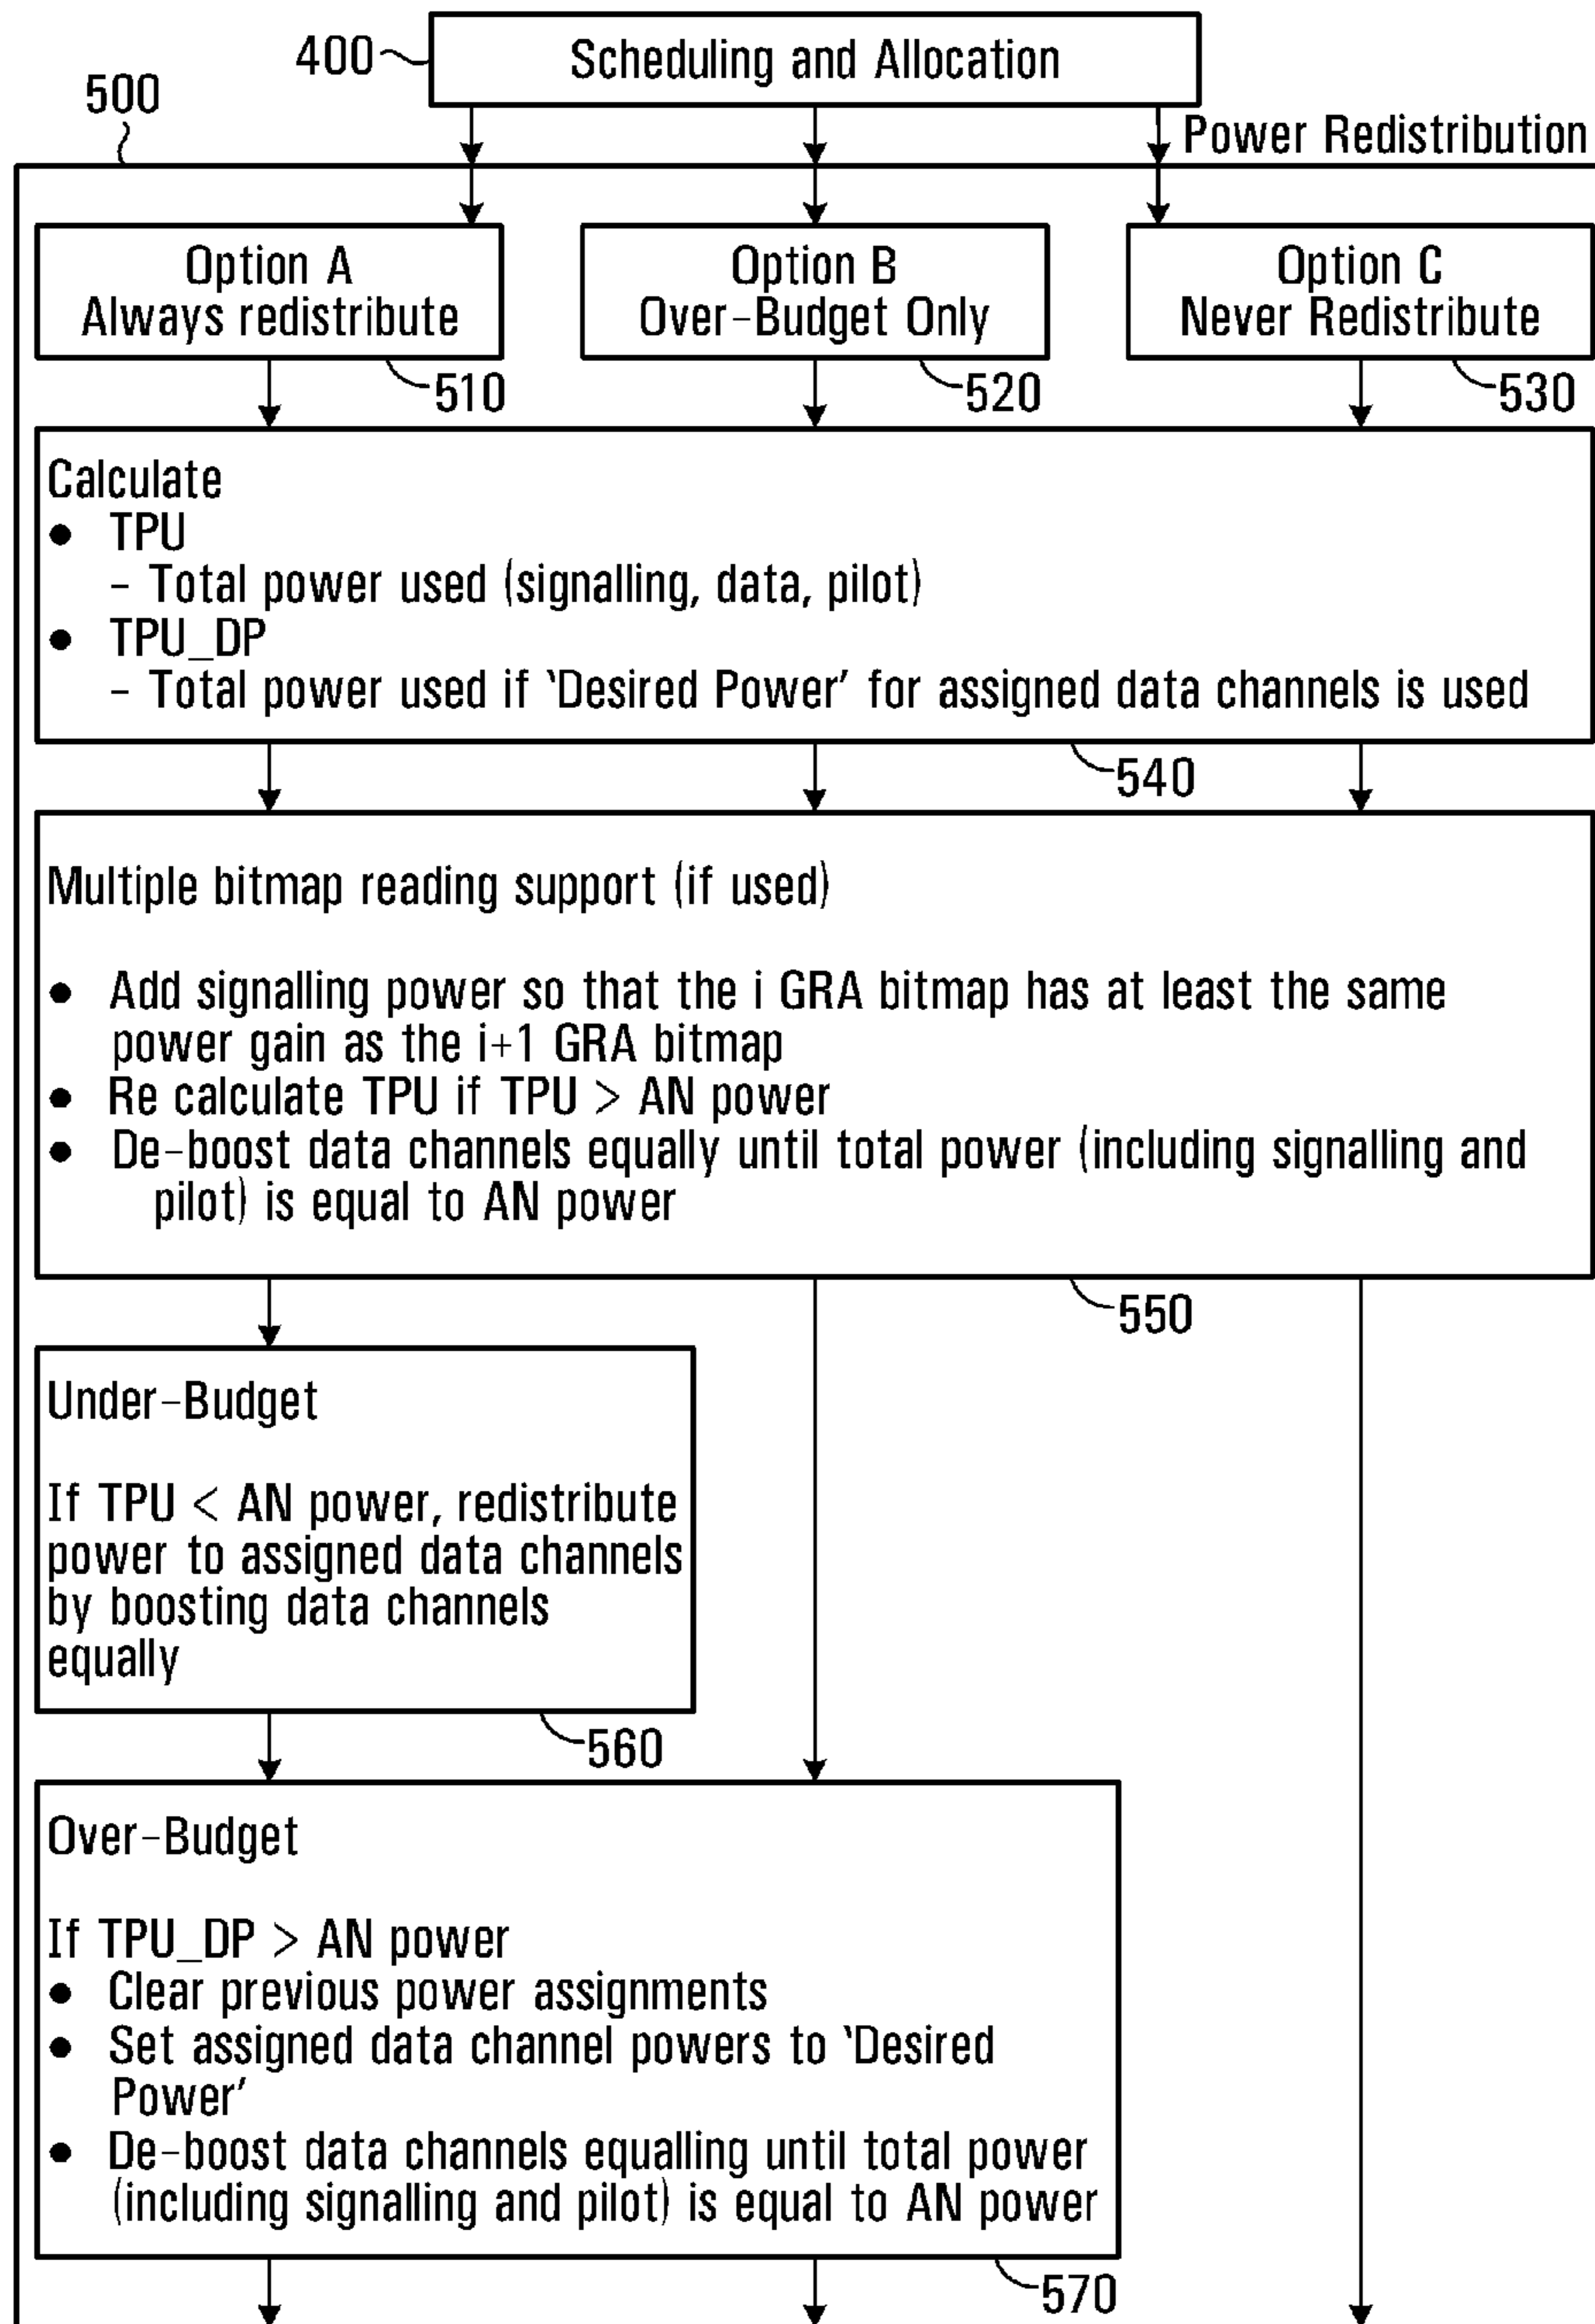 400
Scheduling and Allocation
500
Power Redistribution
Option A
Always redistribute
Option B
Over-Budget Only
Option C
Never Redistribute
510
520
530
Calculate
• TPU
- Total power used (signalling, data, pilot)
• TPU_DP
- Total power used if ‵Desired Power′ for assigned data channels is used
540
Multiple bitmap reading support (if used)
• Add signalling power so that the i GRA bitmap has at least the same
power gain as the i+1 GRA bitmap
• Re calculate TPU if TPU > AN power
• De-boost data channels equally until total power (including signalling and
pilot) is equal to AN power
550
Under-Budget
If TPU < AN power, redistribute
power to assigned data channels
by boosting data channels
equally
560
Over-Budget
If TPU_DP > AN power
• Clear previous power assignments
• Set assigned data channel powers to ‵Desired
Power′
• De-boost data channels equalling until total power
(including signalling and pilot) is equal to AN power
570